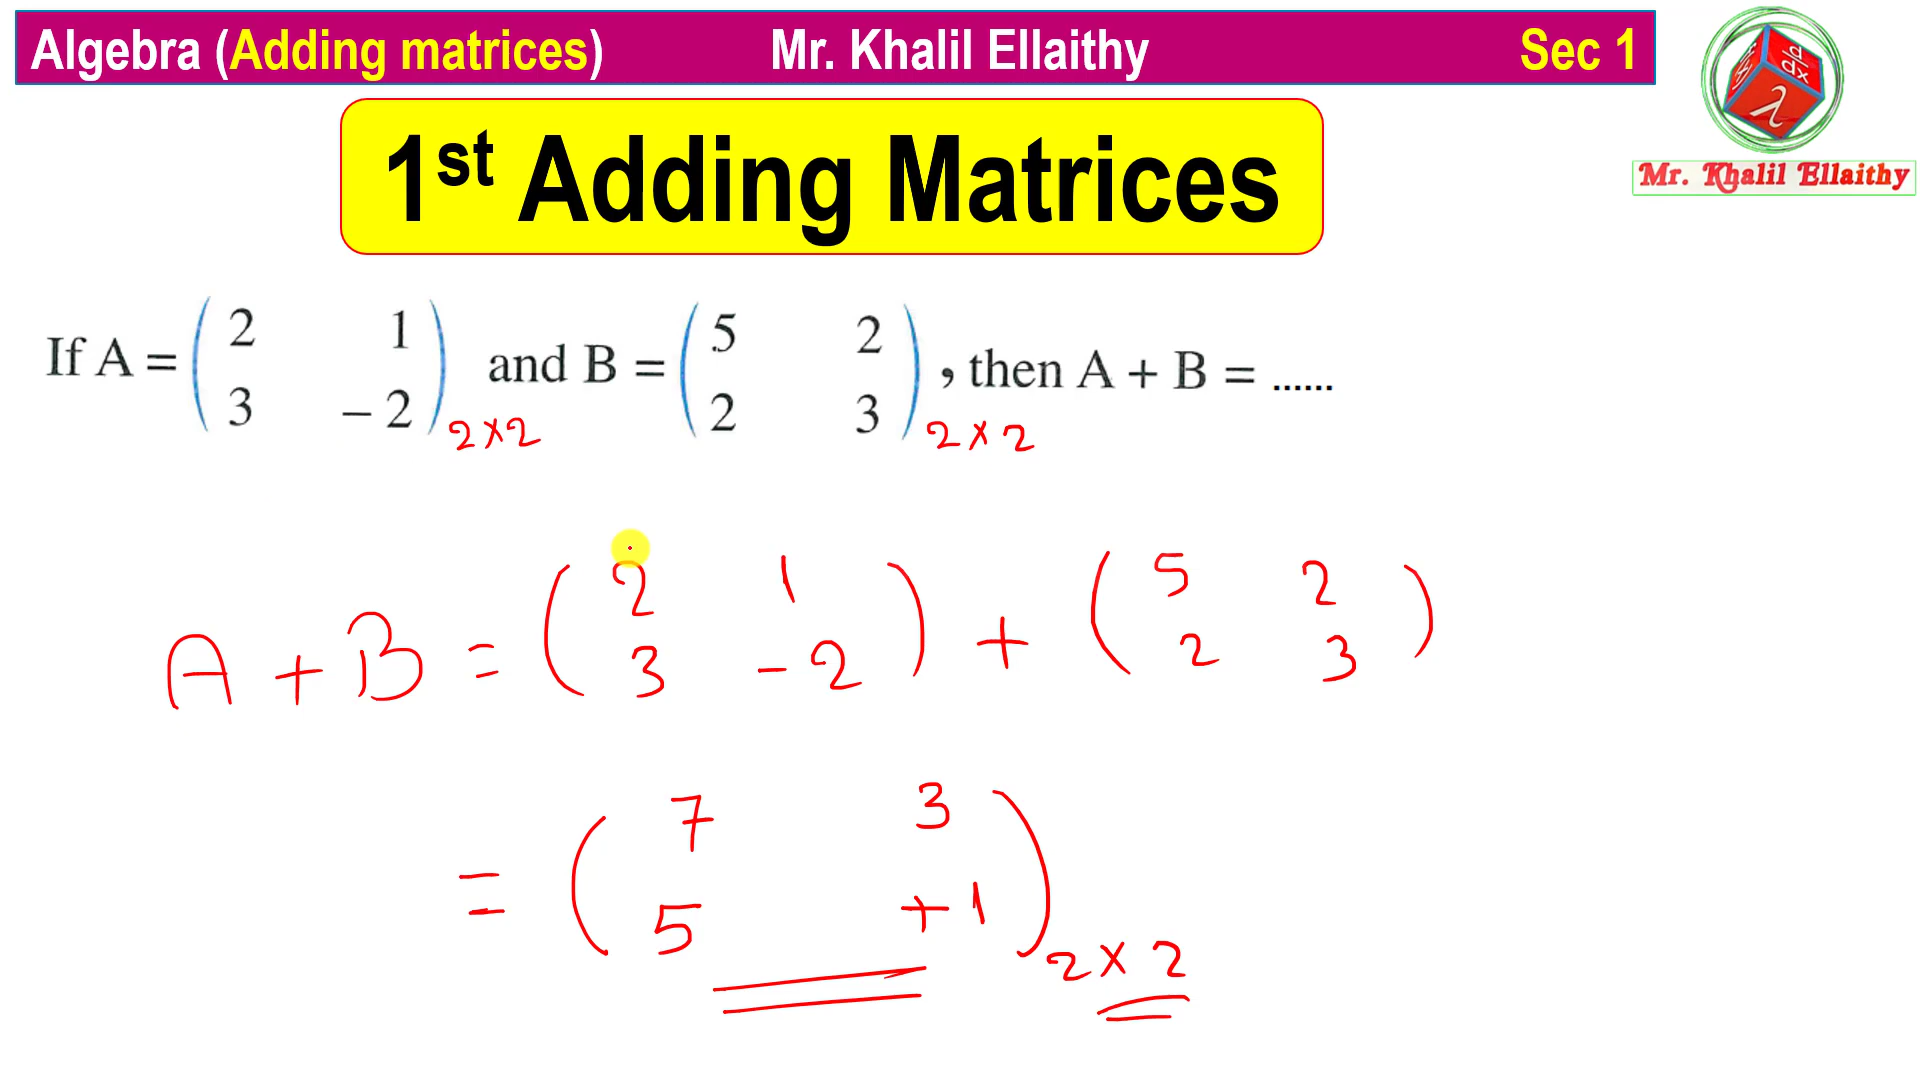 Algebra (Adding matrices) Mr. Khalil Ellaithy Sec 1
d/dx
λ
Mr. Khalil Ellaithy
1st Adding Matrices
If A = ( 2 1 and B = ( 5 2 , then A + B = ......
3 – 2 ) 2×2 2 3 ) 2×2
A + B = ( 2 1 ) + ( 5 2 )
3 - 2 2 3
= ( 7 3 )
5 +1 2×2